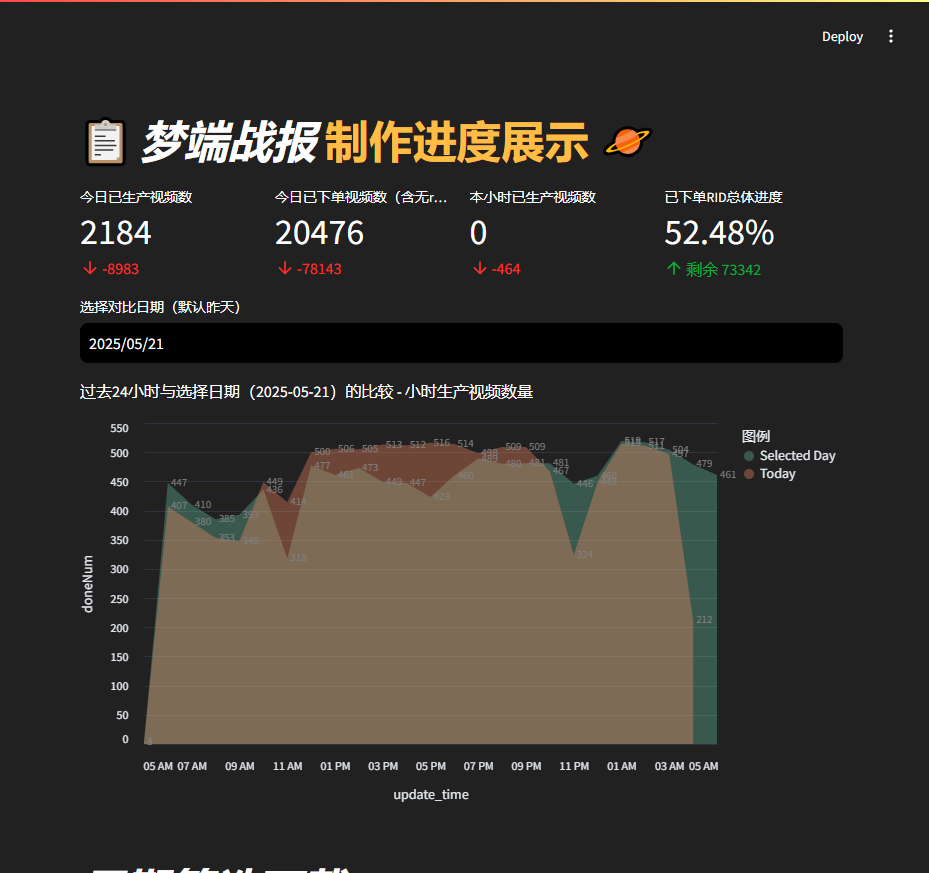 Deploy
梦端战报 制作进度展示
今日已生产视频数
2184
-8983
今日已下单视频数（含无r...
20476
-78143
本小时已生产视频数
0
-464
已下单RID总体进度
52.48%
剩余 73342
选择对比日期（默认昨天）
2025/05/21
过去24小时与选择日期（2025-05-21）的比较 - 小时生产视频数量
图例
Selected Day
Today
doneNum
550
500
450
400
350
300
250
200
150
100
50
0
447 410 385 393 449 414 500 506 505 513 512 516 514 498 509 509 481 446 460 519 517 504 479 461
407 380 353 348 436 318 477 461 473 449 447 423 460 489 480 481 467 324 449 511 497 212
05 AM 07 AM 09 AM 11 AM 01 PM 03 PM 05 PM 07 PM 09 PM 11 PM 01 AM 03 AM 05 AM
update_time